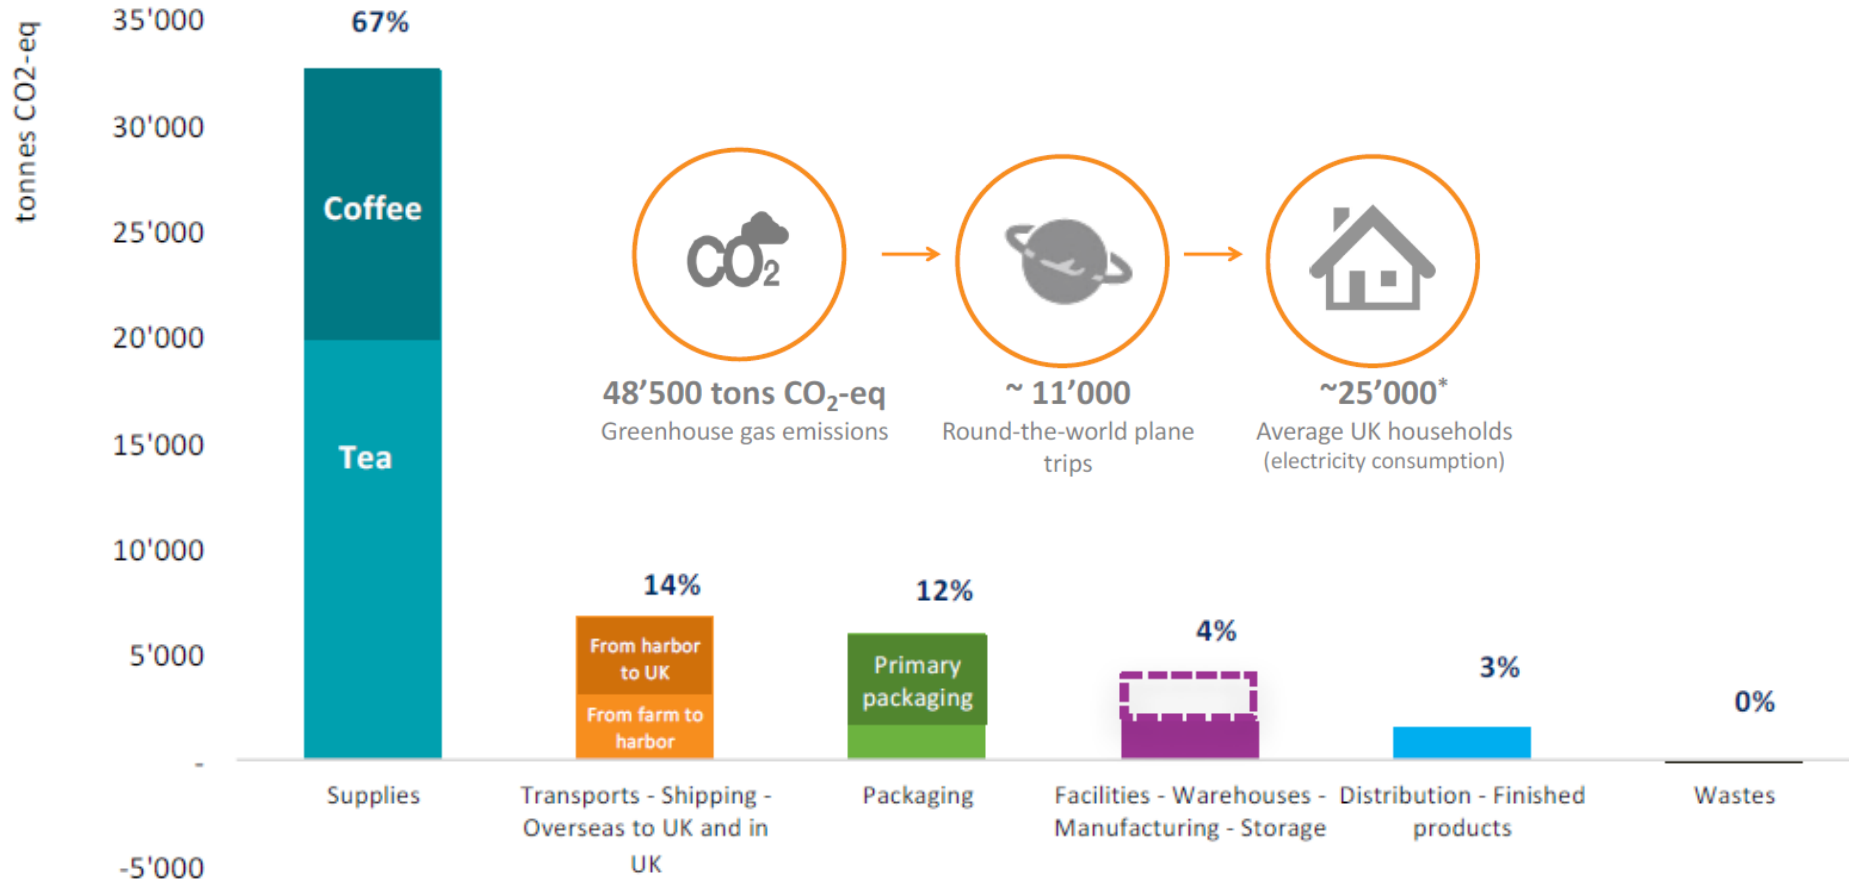 tonnes CO2-eq
35'000
30'000
25'000
20'000
15'000
10'000
5'000
-
-5'000
67%
Coffee
Tea
14%
From harbor
to UK
From farm to
harbor
12%
Primary
packaging
4%
3%
0%
CO2
48’500 tons CO2-eq
Greenhouse gas emissions
~ 11’000
Round-the-world plane
trips
~25’000*
Average UK households
(electricity consumption)
Supplies
Transports - Shipping -
Overseas to UK and in
UK
Packaging
Facilities - Warehouses -
Manufacturing - Storage
Distribution - Finished
products
Wastes